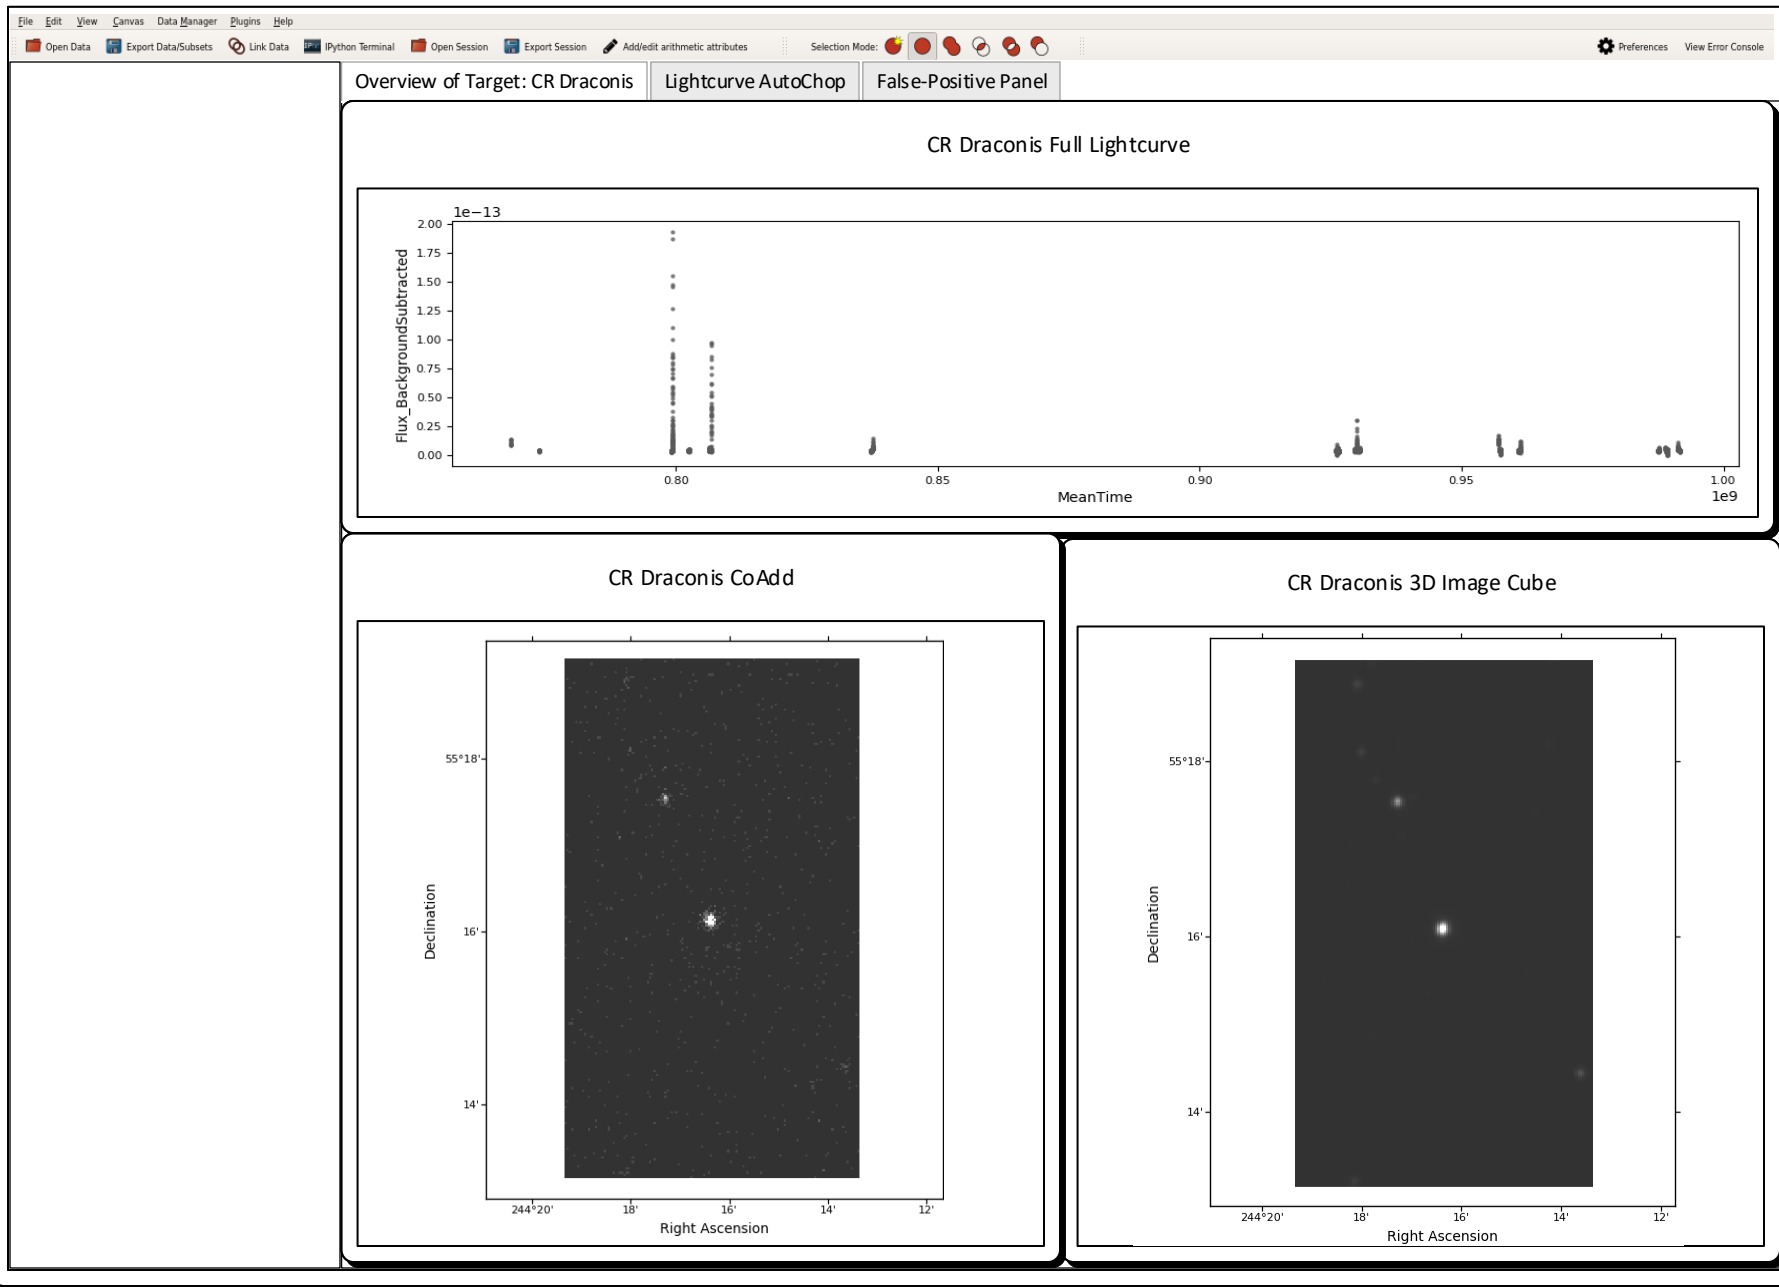 File Edit View Canvas Data Manager Plugins Help
Open Data Export Data/Subsets Link Data IPython Terminal Open Session Export Session Add/edit arithmetic attributes Selection Mode: Preferences View Error Console
Overview of Target: CR Draconis Lightcurve AutoChop False-Positive Panel
CR Draconis Full Lightcurve
1e−13
2.00
1.75
1.50
1.25
1.00
0.75
0.50
0.25
0.00
Flux_BackgroundSubtracted
0.80 0.85 0.90 0.95 1.00
MeanTime
1e9
CR Draconis CoAdd
55°18'
16'
14'
Declination
244°20' 18' 16' 14' 12'
Right Ascension
CR Draconis 3D Image Cube
55°18'
16'
14'
Declination
244°20' 18' 16' 14' 12'
Right Ascension